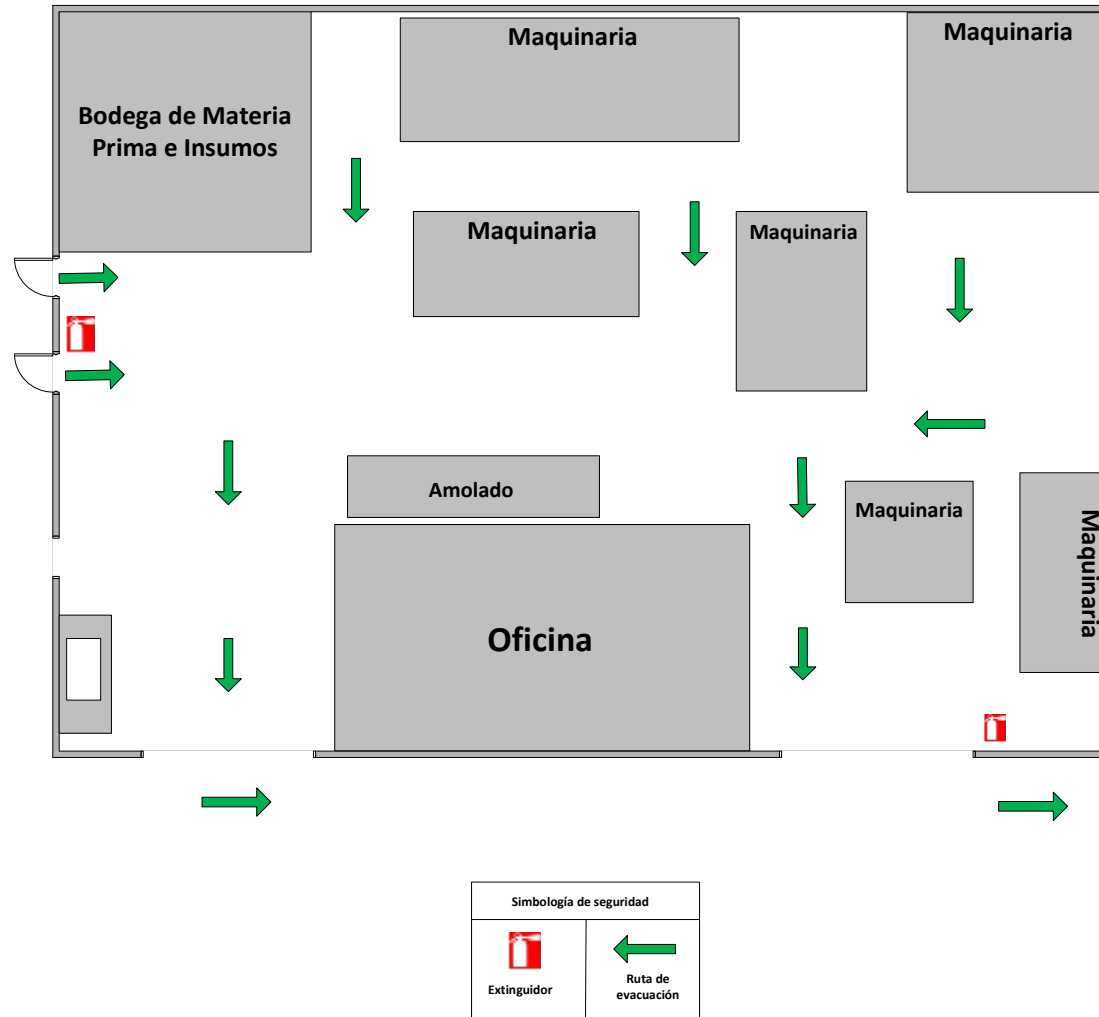 Maquinaria
Maquinaria
Bodega de Materia
Prima e Insumos
Maquinaria
Maquinaria
Amolado
Maquinaria
Maquinaria
Oficina
Simbología de seguridad
Extinguidor
Ruta de
evacuación